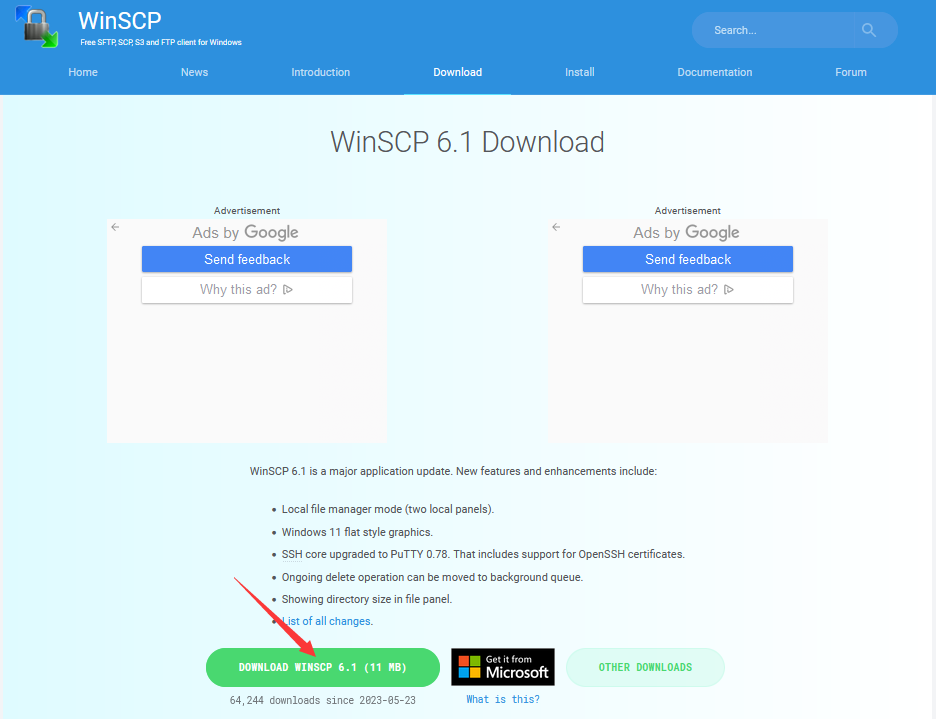 WinSCP
Free SFTP, SCP, S3 and FTP client for Windows
Search...
Home News Introduction Download Install Documentation Forum
WinSCP 6.1 Download
Advertisement Advertisement
Ads by Google Ads by Google
Send feedback Send feedback
Why this ad? Why this ad?
WinSCP 6.1 is a major application update. New features and enhancements include:
Local file manager mode (two local panels).
Windows 11 flat style graphics.
SSH core upgraded to PuTTY 0.78. That includes support for OpenSSH certificates.
Ongoing delete operation can be moved to background queue.
Showing directory size in file panel.
List of all changes.
DOWNLOAD WINSCP 6.1 (11 MB)
Get it from
Microsoft
OTHER DOWNLOADS
64,244 downloads since 2023-05-23
What is this?